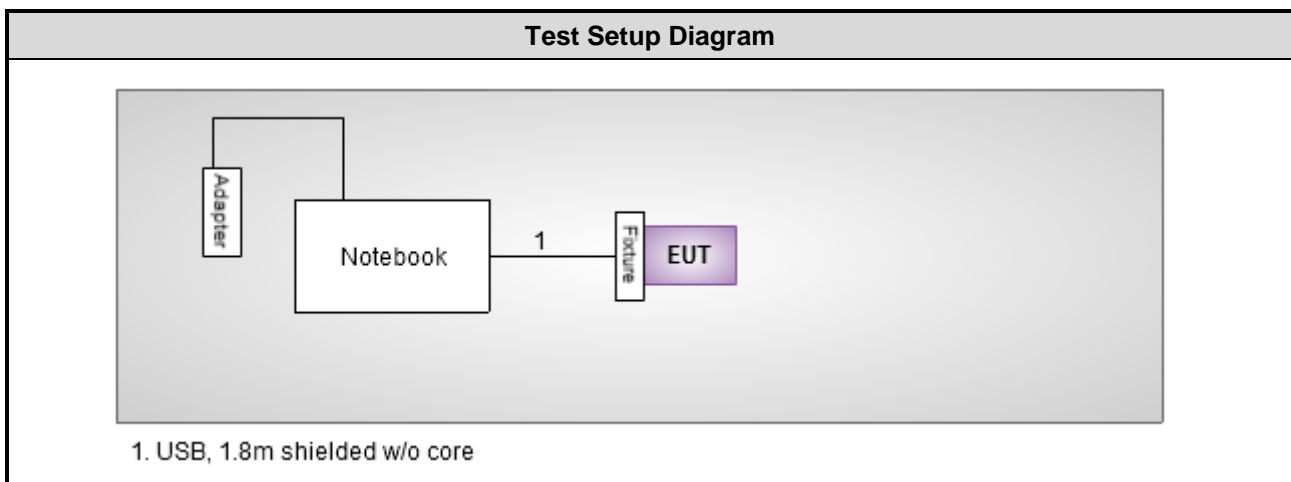 Test Setup Diagram
Adapter
Notebook
1
Fixture
EUT
1. USB, 1.8m shielded w/o core